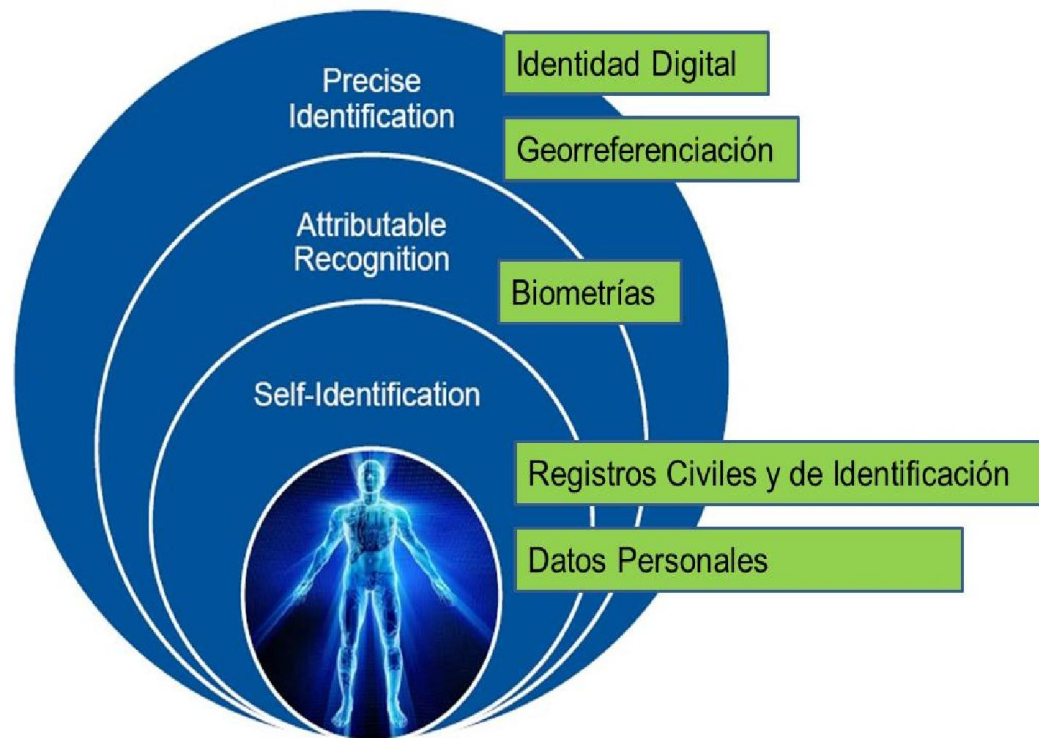 Precise
Identification
Identidad Digital
Georreferenciación
Attributable
Recognition
Biometrías
Self-Identification
Registros Civiles y de Identificación
Datos Personales